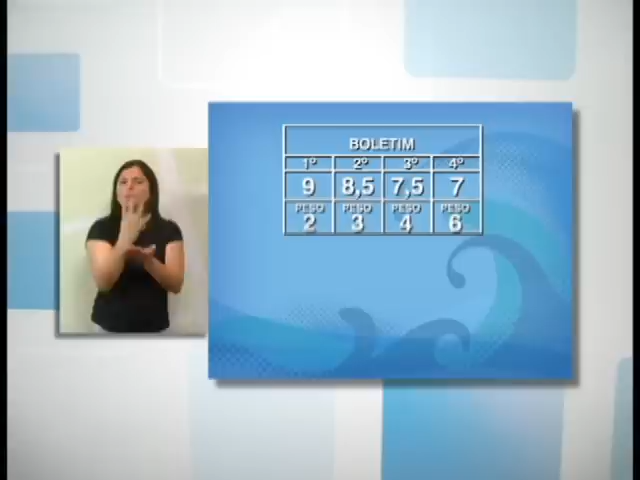 BOLETIM
1º 2º 3º 4º
9 8,5 7,5 7
PESO PESO PESO PESO
2 3 4 6